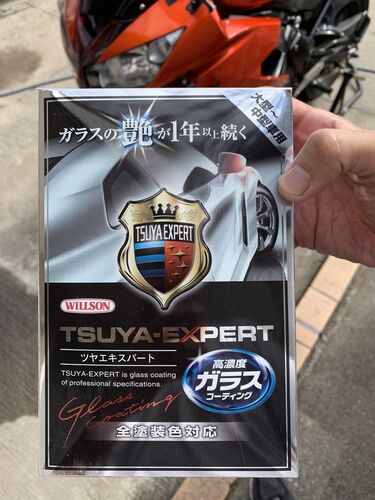 大型~
中型車用
ガラスの艶が1年以上続く
TSUYA EXPERT
WILLSON
TSUYA-EXPERT
ツヤエキスパート
TSUYA-EXPERT is glass coating
of professional specifications.
高濃度
ガラス
コーティング
Glass
Coating
全塗装色対応